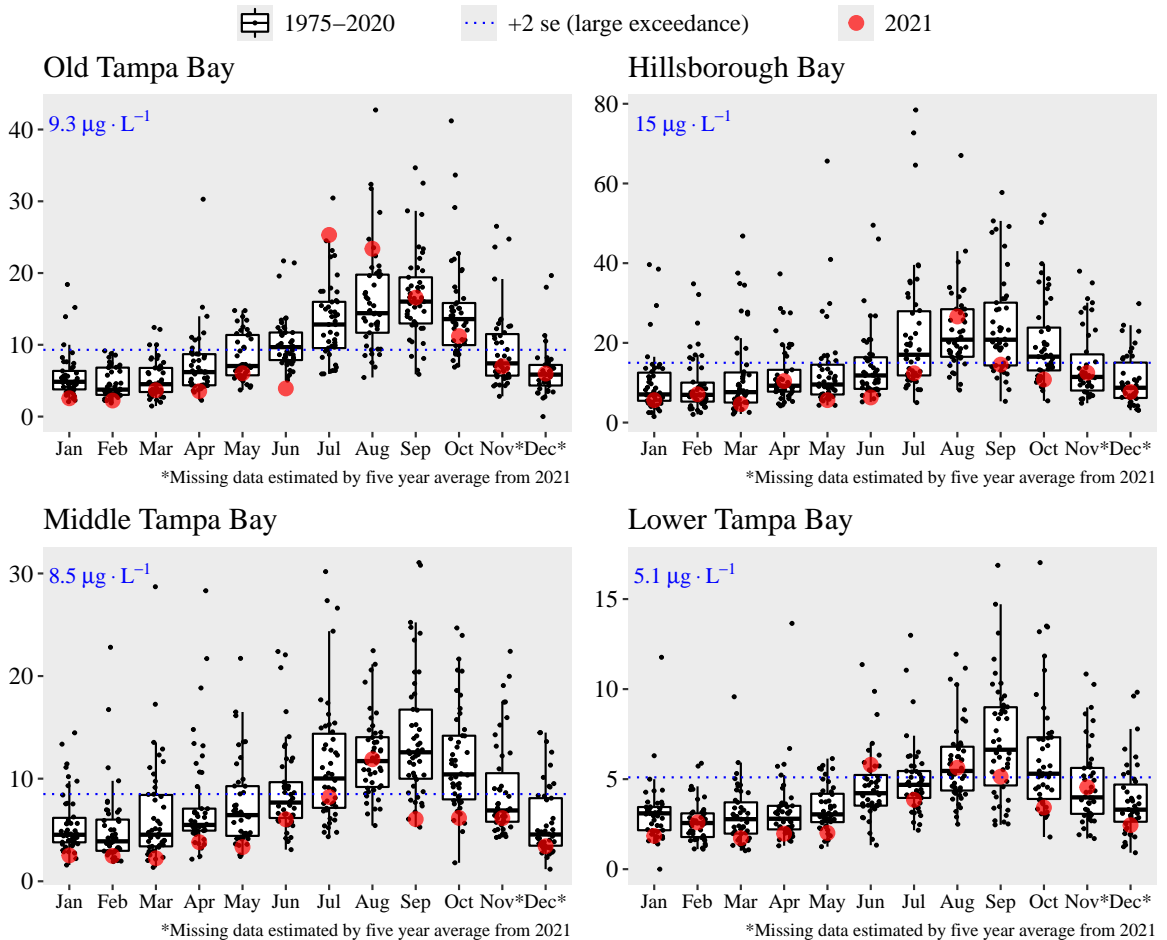 1975–2020 +2 se (large exceedance) 2021
Old Tampa Bay
9.3 µg · L⁻¹
40
30
20
10
0
Jan Feb Mar Apr May Jun Jul Aug Sep Oct Nov* Dec*
*Missing data estimated by five year average from 2021
Hillsborough Bay
15 µg · L⁻¹
80
60
40
20
0
Jan Feb Mar Apr May Jun Jul Aug Sep Oct Nov* Dec*
*Missing data estimated by five year average from 2021
Middle Tampa Bay
8.5 µg · L⁻¹
30
20
10
0
Jan Feb Mar Apr May Jun Jul Aug Sep Oct Nov* Dec*
*Missing data estimated by five year average from 2021
Lower Tampa Bay
5.1 µg · L⁻¹
15
10
5
0
Jan Feb Mar Apr May Jun Jul Aug Sep Oct Nov* Dec*
*Missing data estimated by five year average from 2021